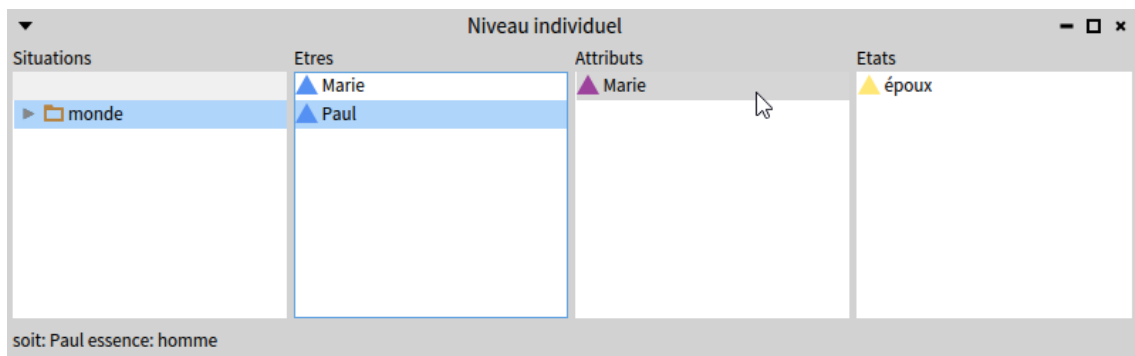 Niveau individuel
Situations Etres Attributs Etats
Marie Marie époux
monde Paul
soit: Paul essence: homme